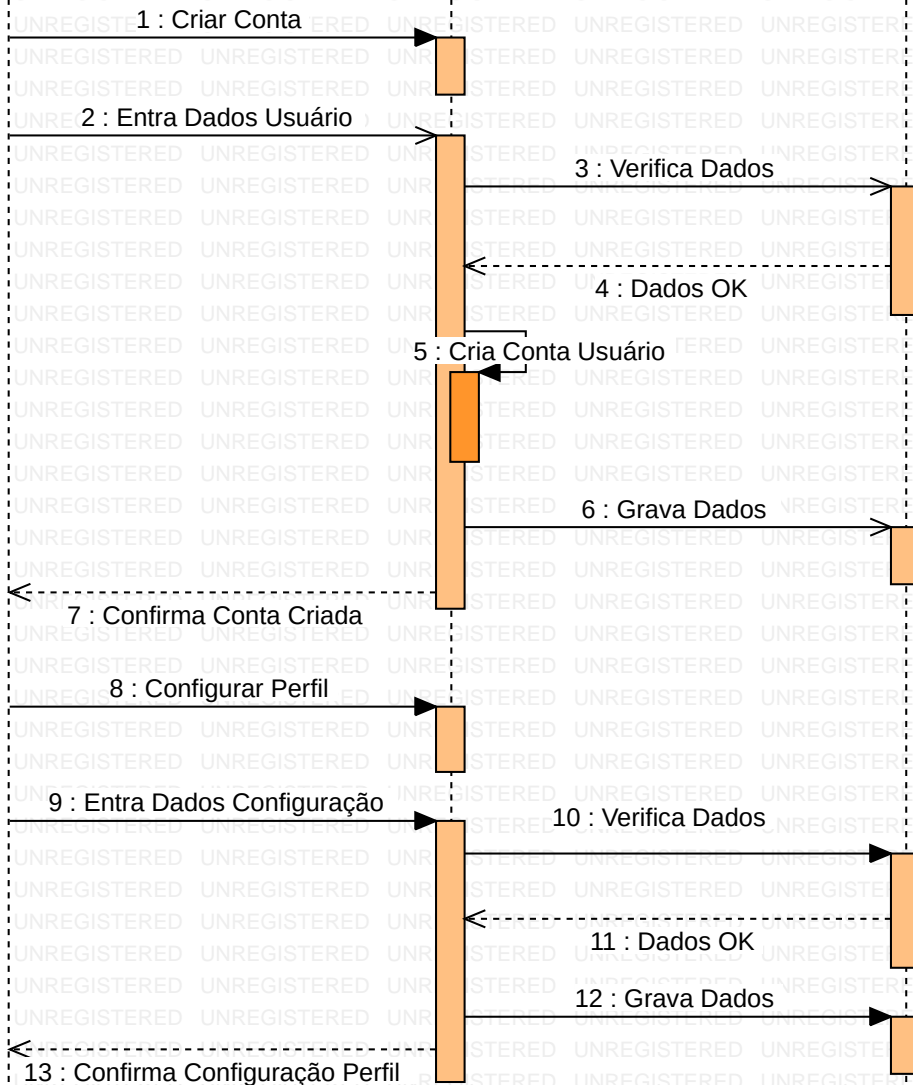 1 : Criar Conta
2 : Entra Dados Usuário
3 : Verifica Dados
4 : Dados OK
5 : Cria Conta Usuário
6 : Grava Dados
7 : Confirma Conta Criada
8 : Configurar Perfil
9 : Entra Dados Configuração
10 : Verifica Dados
11 : Dados OK
12 : Grava Dados
13 : Confirma Configuração Perfil